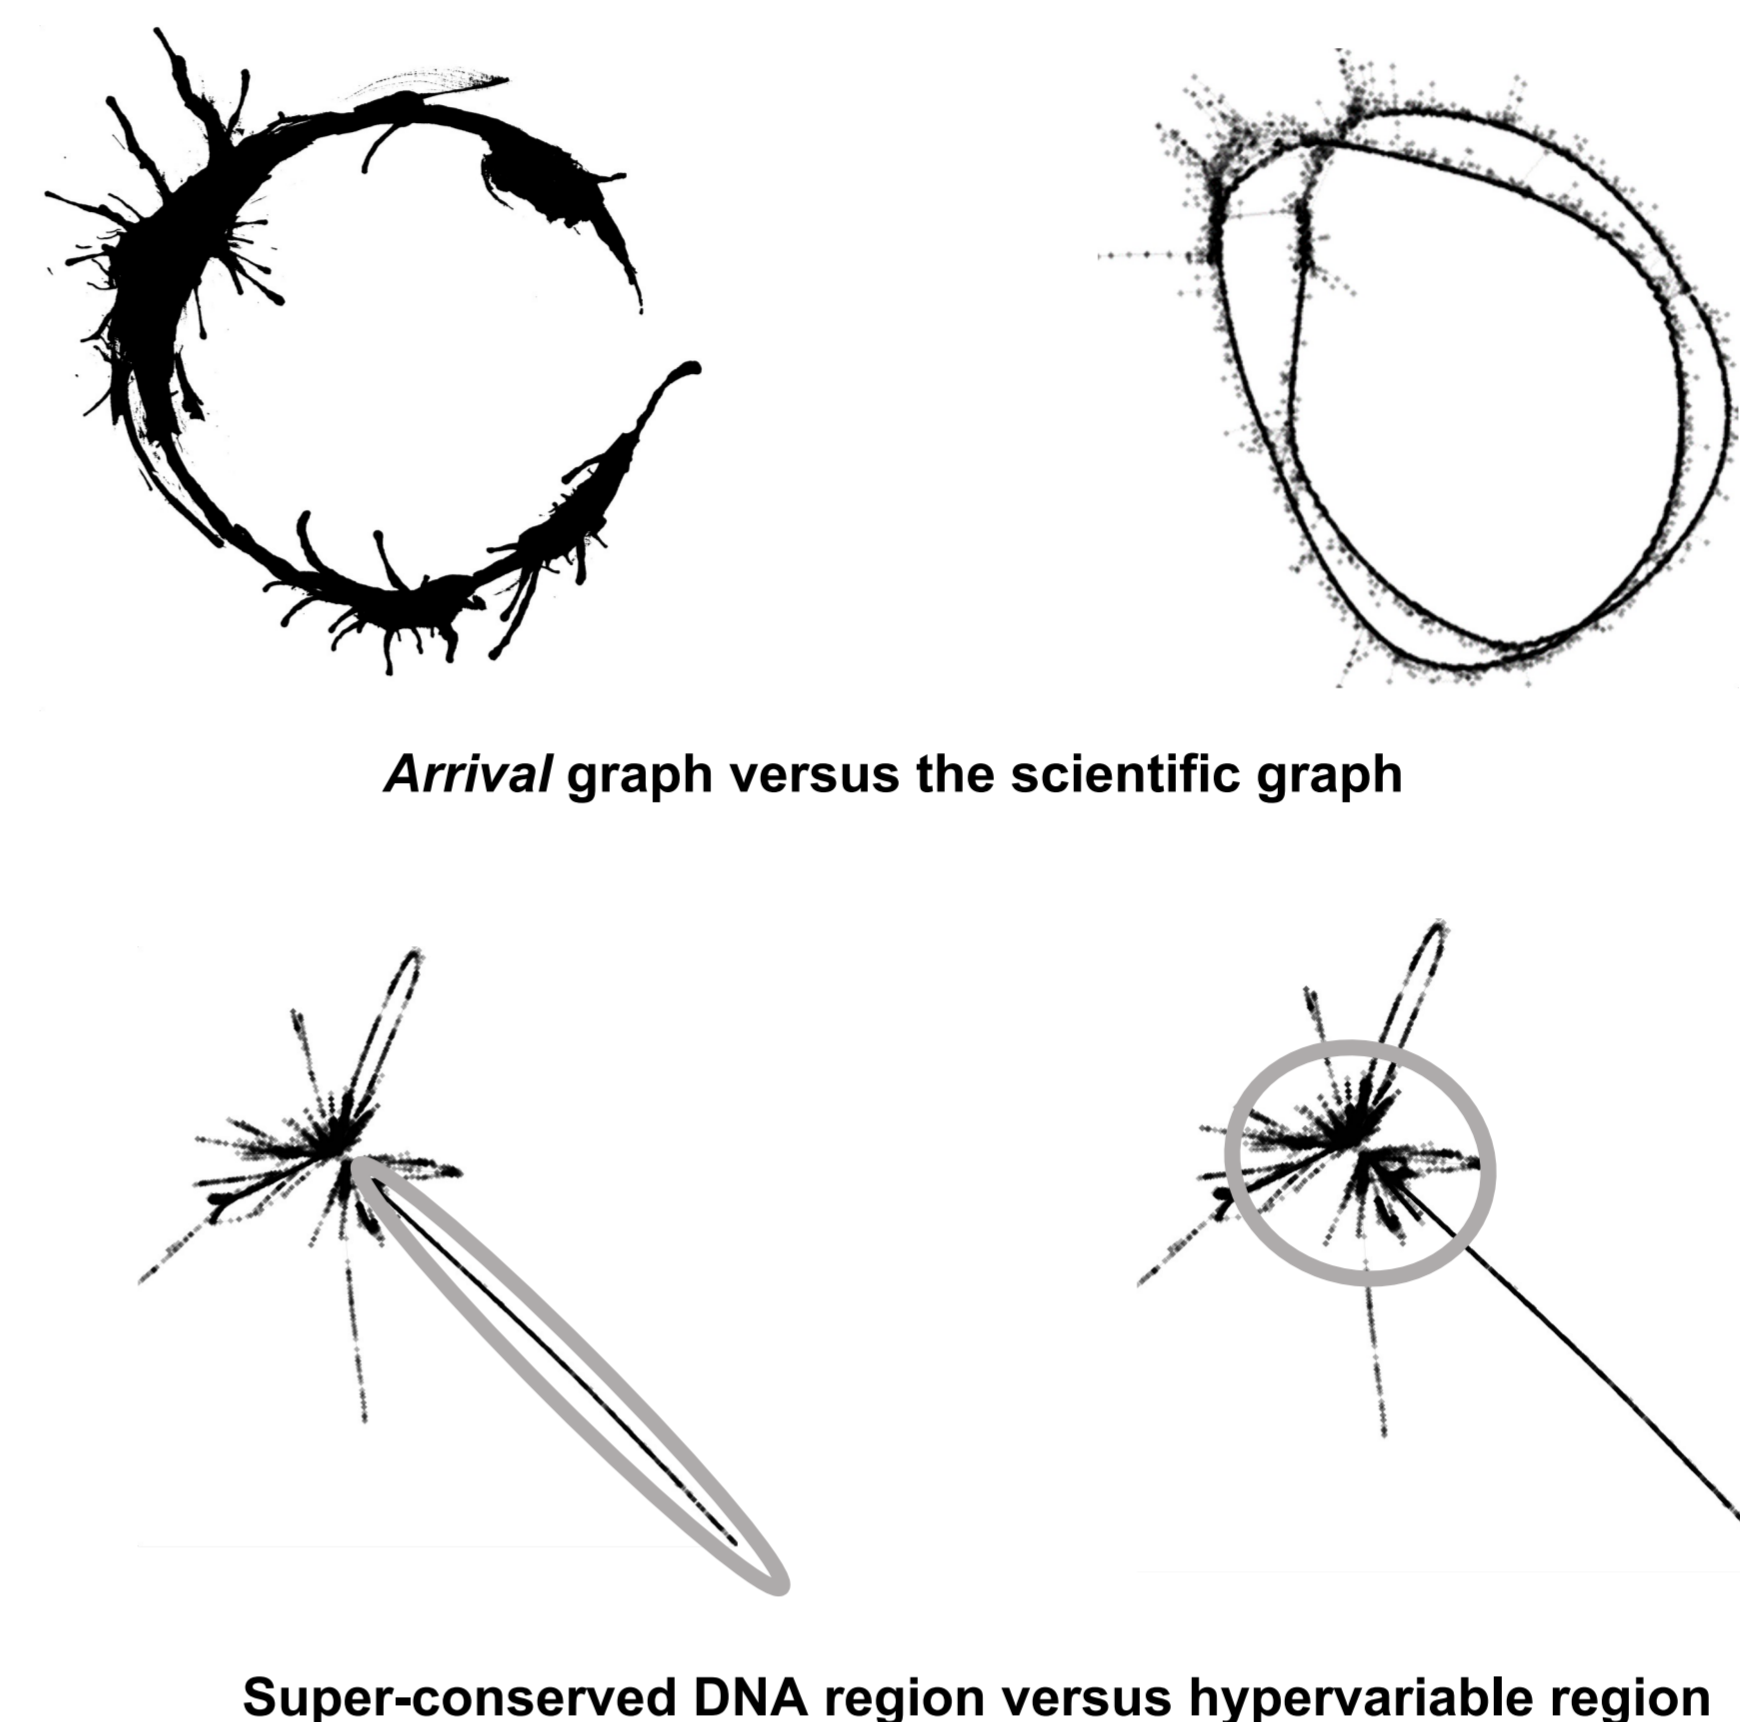 Arrival graph versus the scientific graph
Super-conserved DNA region versus hypervariable region